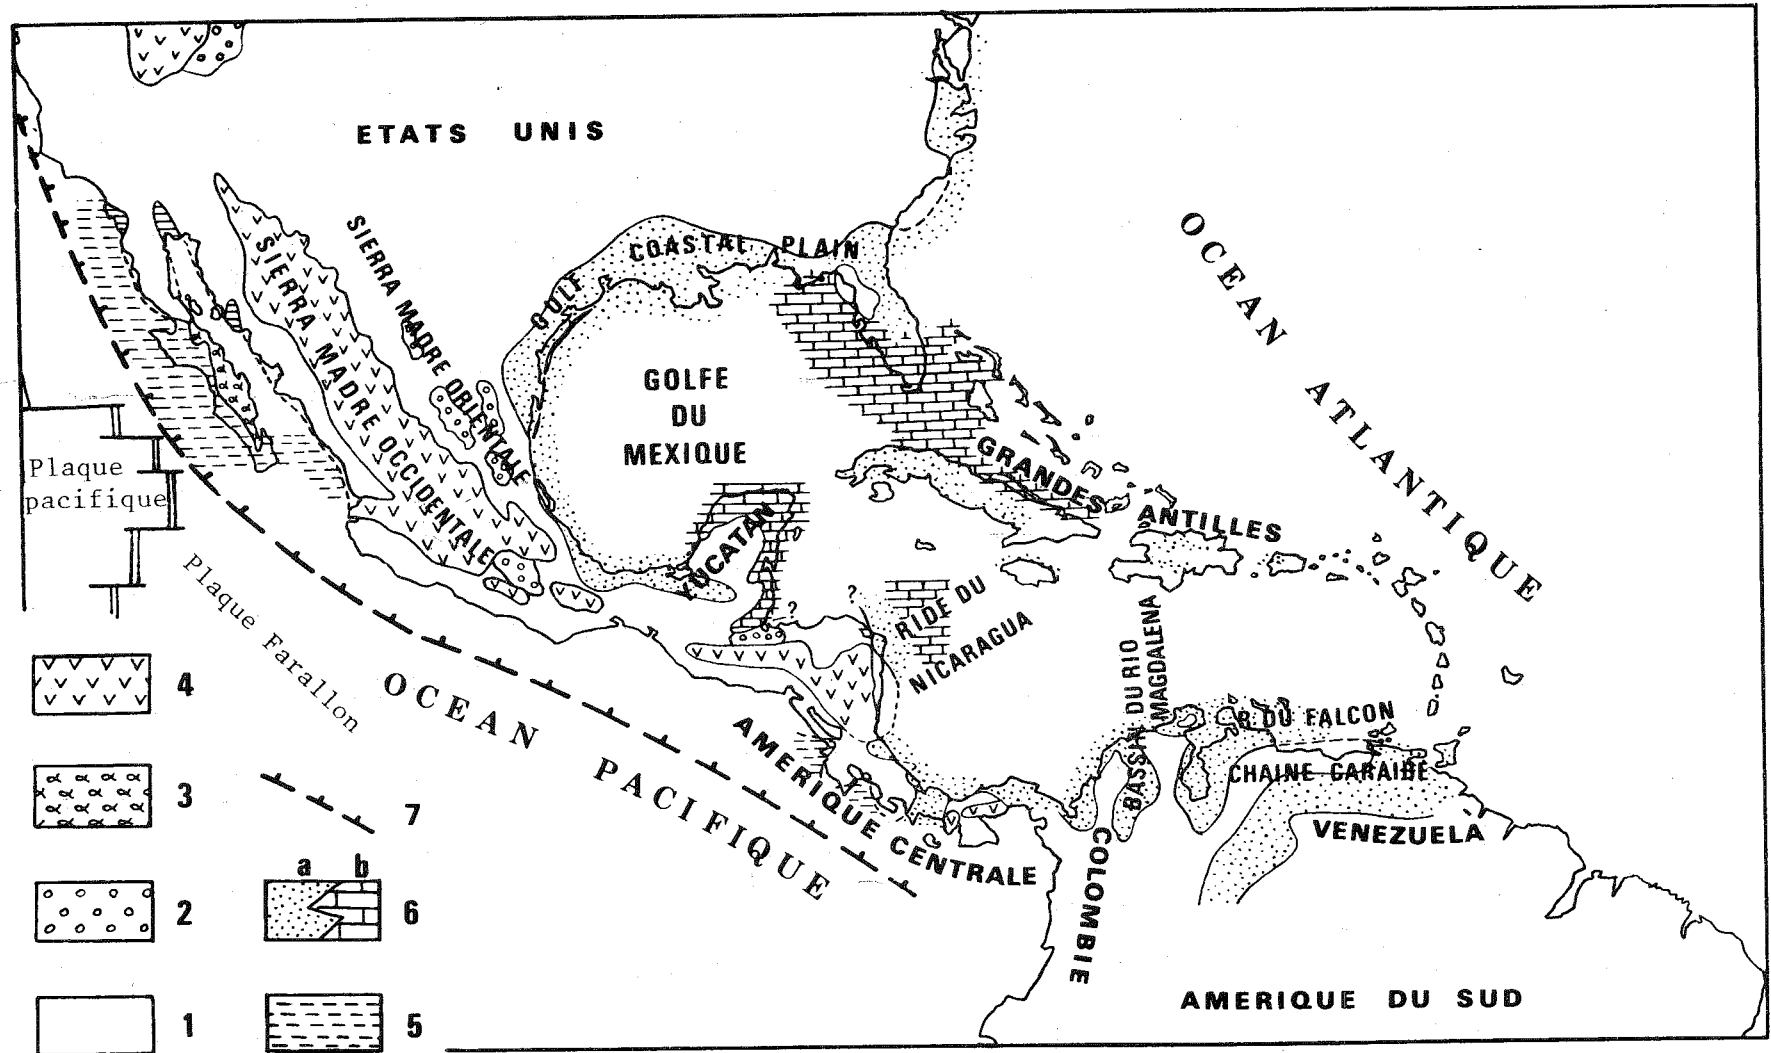 ETATS UNIS
SIERRA MADRE ORIENTALE
SIERRA MADRE OCCIDENTALE
GULF COASTAL PLAIN
GOLFE
DU
MEXIQUE
OCEAN ATLANTIQUE
GRANDES
ANTILLES
YUCATAN
?
?
RIDE DU
NICARAGUA
Plaque
pacifique
Plaque Farallon
OCEAN PACIFIQUE
AMERIQUE CENTRALE
BASSIN DU RIO
MAGDALENA
R DU FALCON
CHAINE CARAIBE
VENEZUELA
COLOMBIE
AMÉRIQUE DU SUD
4
3
7
a b
2
6
1
5